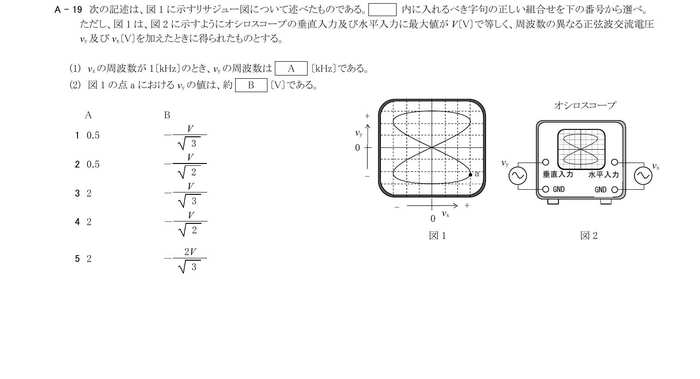 A - 19 次の記述は、図1に示すリサジュー図について述べたものである。 内に入れるべき字句の正しい組合せを下の番号から選べ。
ただし、図1は、図2に示すようにオシロスコープの垂直入力及び水平入力に最大値が V〔V〕で等しく、周波数の異なる正弦波交流電圧
vy 及び vx〔V〕を加えたときに得られたものとする。
(1) vxの周波数が1〔kHz〕のとき、vyの周波数は A 〔kHz〕である。
(2) 図1の点aにおけるvyの値は、約 B 〔V〕である。
A B
1 0.5 −V/√3
2 0.5 −V/√2
3 2 −V/√3
4 2 −V/√2
5 2 −2V/√3
+
vy
0
−
a
− 0 vx +
図1
オシロスコープ
vy
vx
垂直入力 水平入力
GND GND
図2